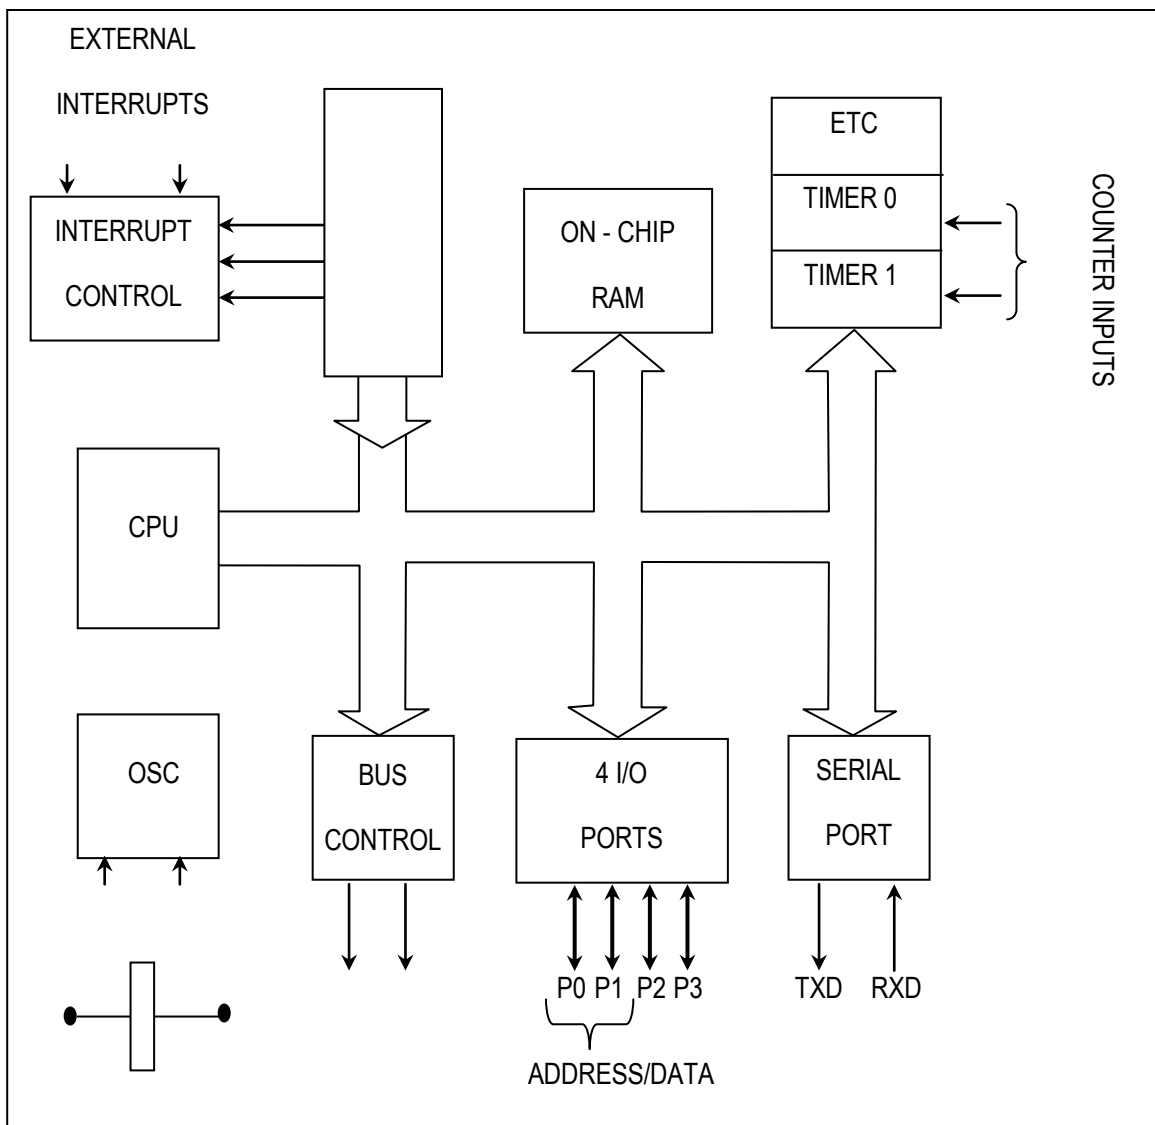 EXTERNAL
INTERRUPTS
INTERRUPT
CONTROL
ON - CHIP
RAM
ETC
TIMER 0
TIMER 1
COUNTER INPUTS
CPU
OSC
BUS
CONTROL
4 I/O
PORTS
SERIAL
PORT
P0 P1 P2 P3
TXD RXD
ADDRESS/DATA